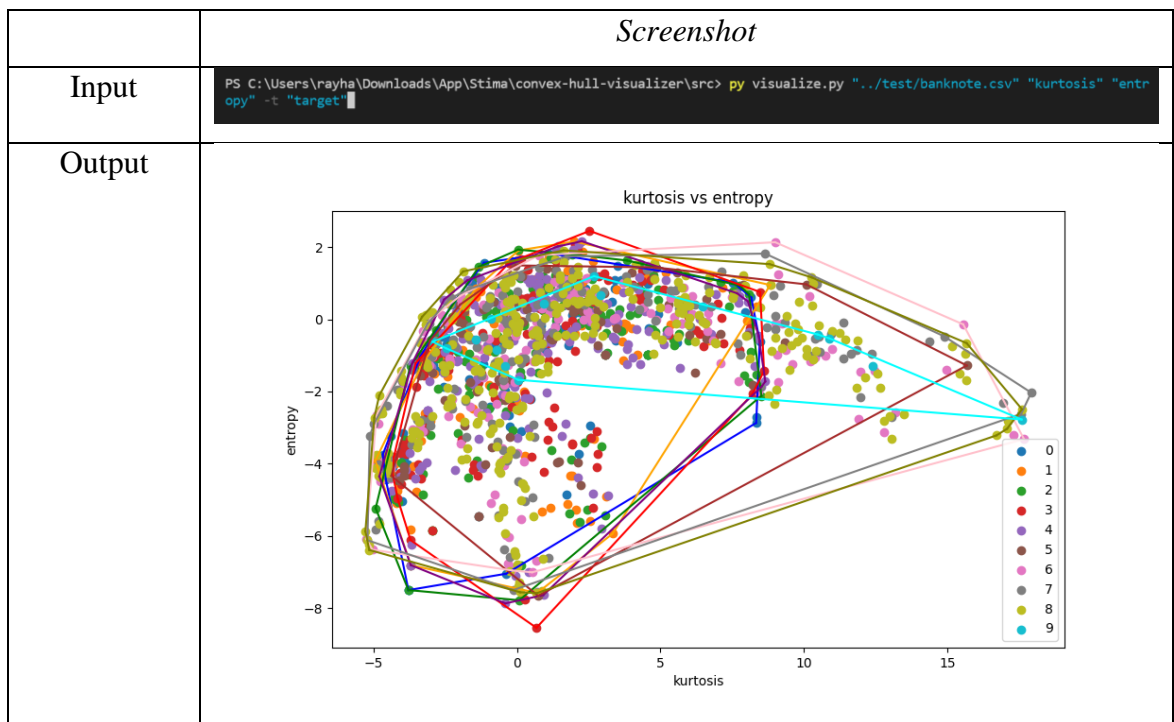 Screenshot
Input
PS C:\Users\rayha\Downloads\App\Stima\convex-hull-visualizer\src> py visualize.py "../test/banknote.csv" "kurtosis" "entr
opy" -t "target"
Output
kurtosis vs entropy
2
0
−2
−4
−6
−8
entropy
0
1
2
3
4
5
6
7
8
9
−5
0
5
10
15
kurtosis